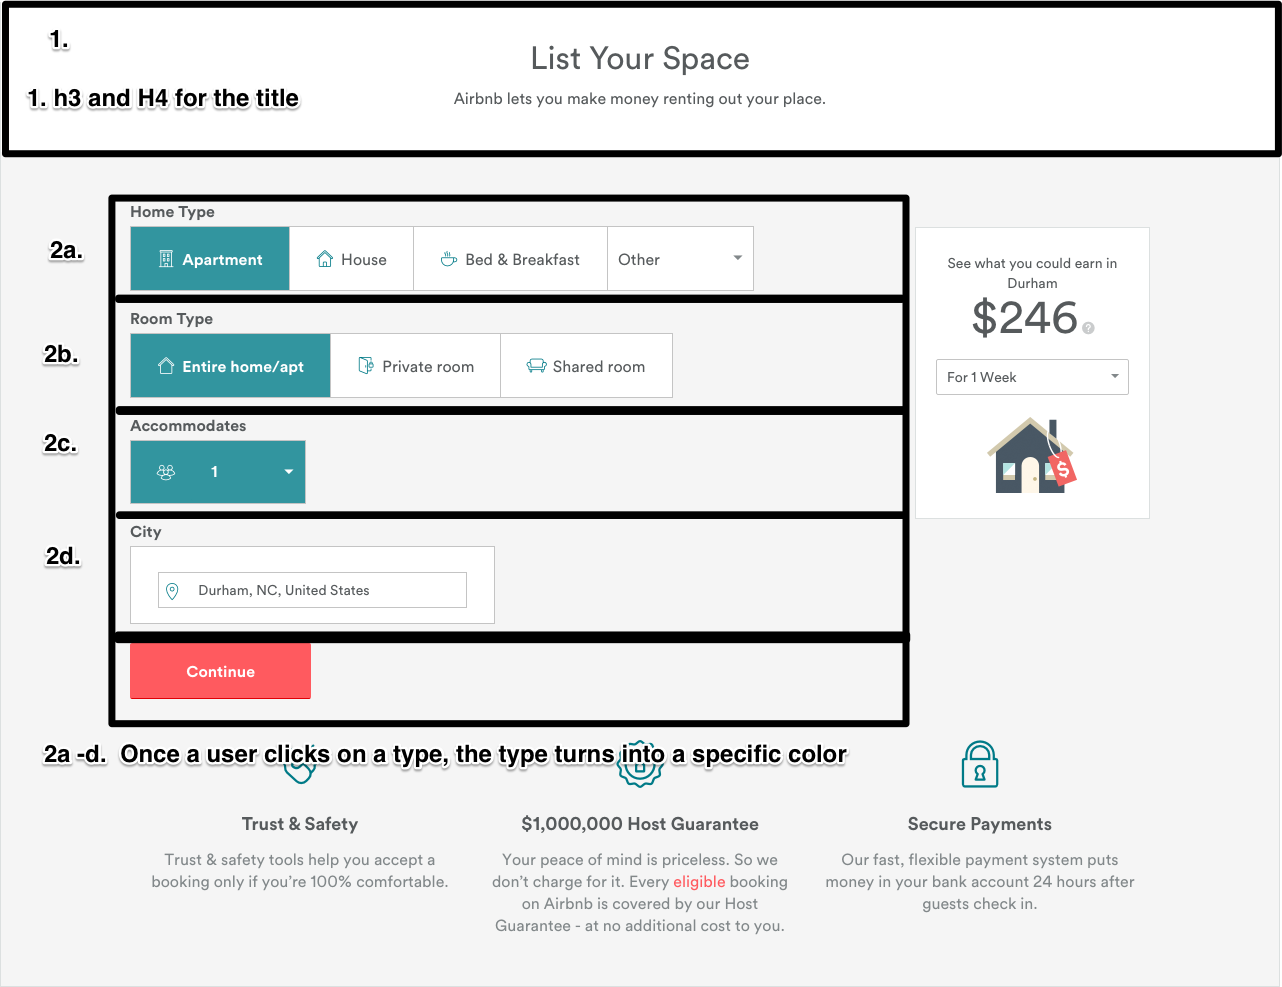 1.
List Your Space
1. h3 and H4 for the title
Airbnb lets you make money renting out your place.
Home Type
2a.
Apartment
House
Bed & Breakfast
Other
See what you could earn in
Durham
$246
?
Room Type
2b.
Entire home/apt
Private room
Shared room
For 1 Week
Accommodates
2c.
1
$
City
2d.
Durham, NC, United States
Continue
2a -d. Once a user clicks on a type, the type turns into a specific color
Trust & Safety
Trust & safety tools help you accept a
booking only if you're 100% comfortable.
$1,000,000 Host Guarantee
Your peace of mind is priceless. So we
don't charge for it. Every eligible booking
on Airbnb is covered by our Host
Guarantee - at no additional cost to you.
Secure Payments
Our fast, flexible payment system puts
money in your bank account 24 hours after
guests check in.